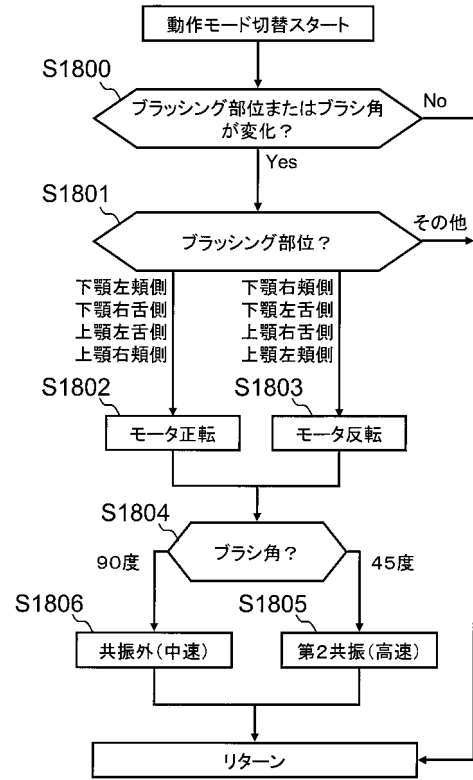 動作モード切替スタート
S1800
ブラッシング部位またはブラシ角
が変化？
No
Yes
S1801
ブラッシング部位？
その他
下顎左頬側
下顎右舌側
上顎左舌側
上顎右頬側
下顎右頬側
下顎左舌側
上顎右舌側
上顎左頬側
S1802
モータ正転
S1803
モータ反転
S1804
ブラシ角？
90度
45度
S1806
共振外(中速)
S1805
第2共振(高速)
リターン